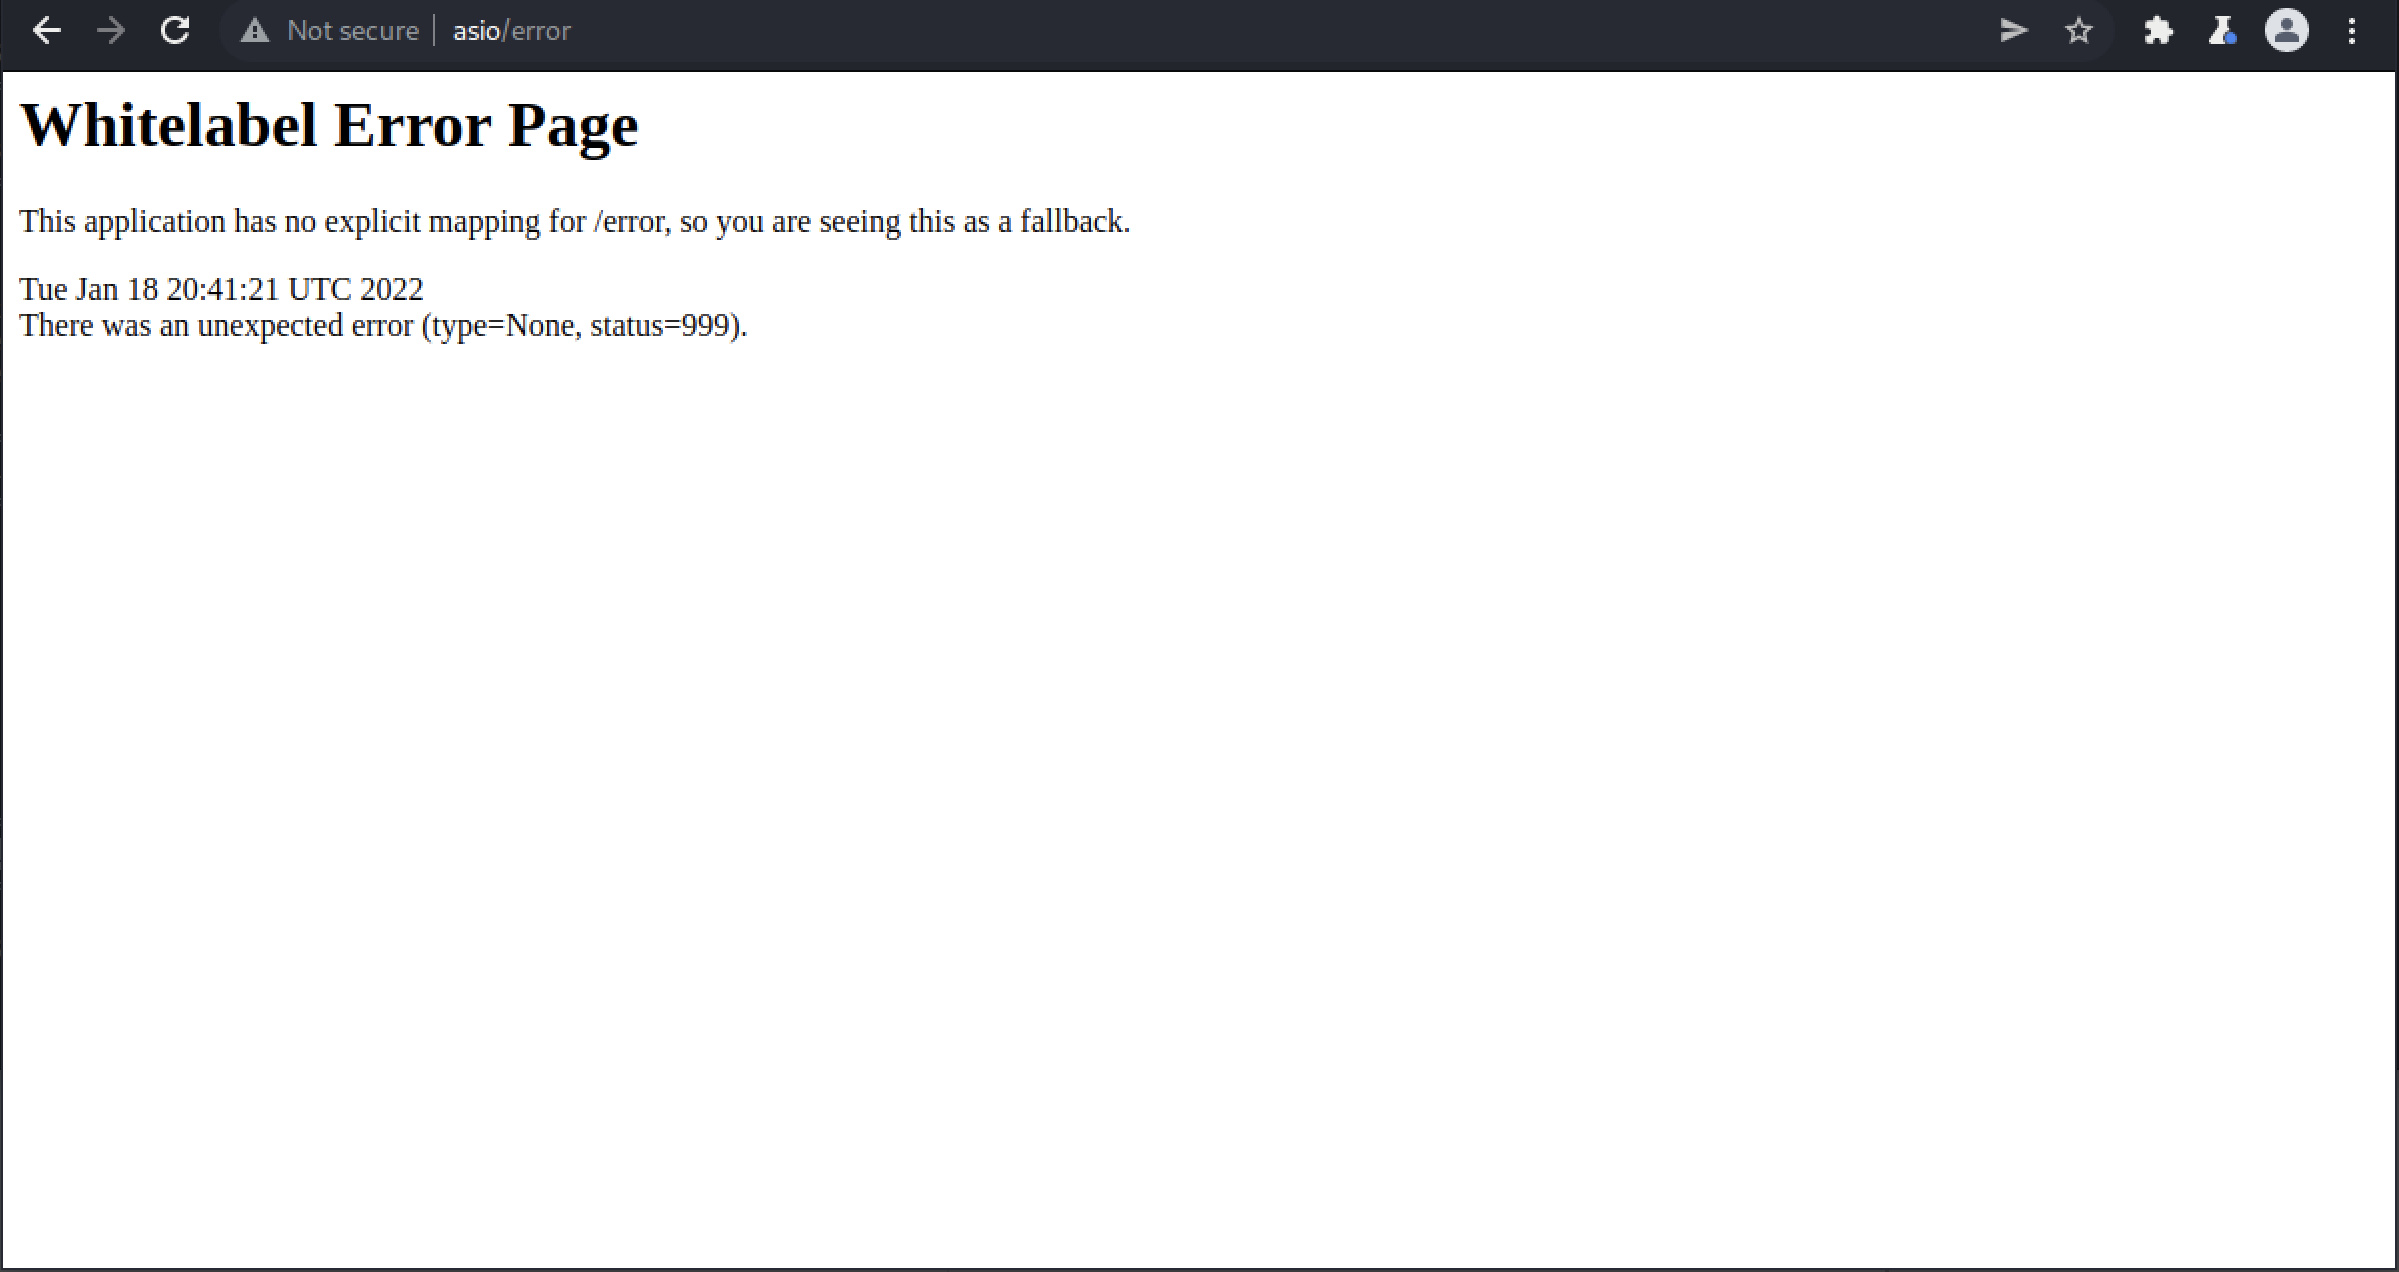 Not secure | asio/error
Whitelabel Error Page
This application has no explicit mapping for /error, so you are seeing this as a fallback.
Tue Jan 18 20:41:21 UTC 2022
There was an unexpected error (type=None, status=999).